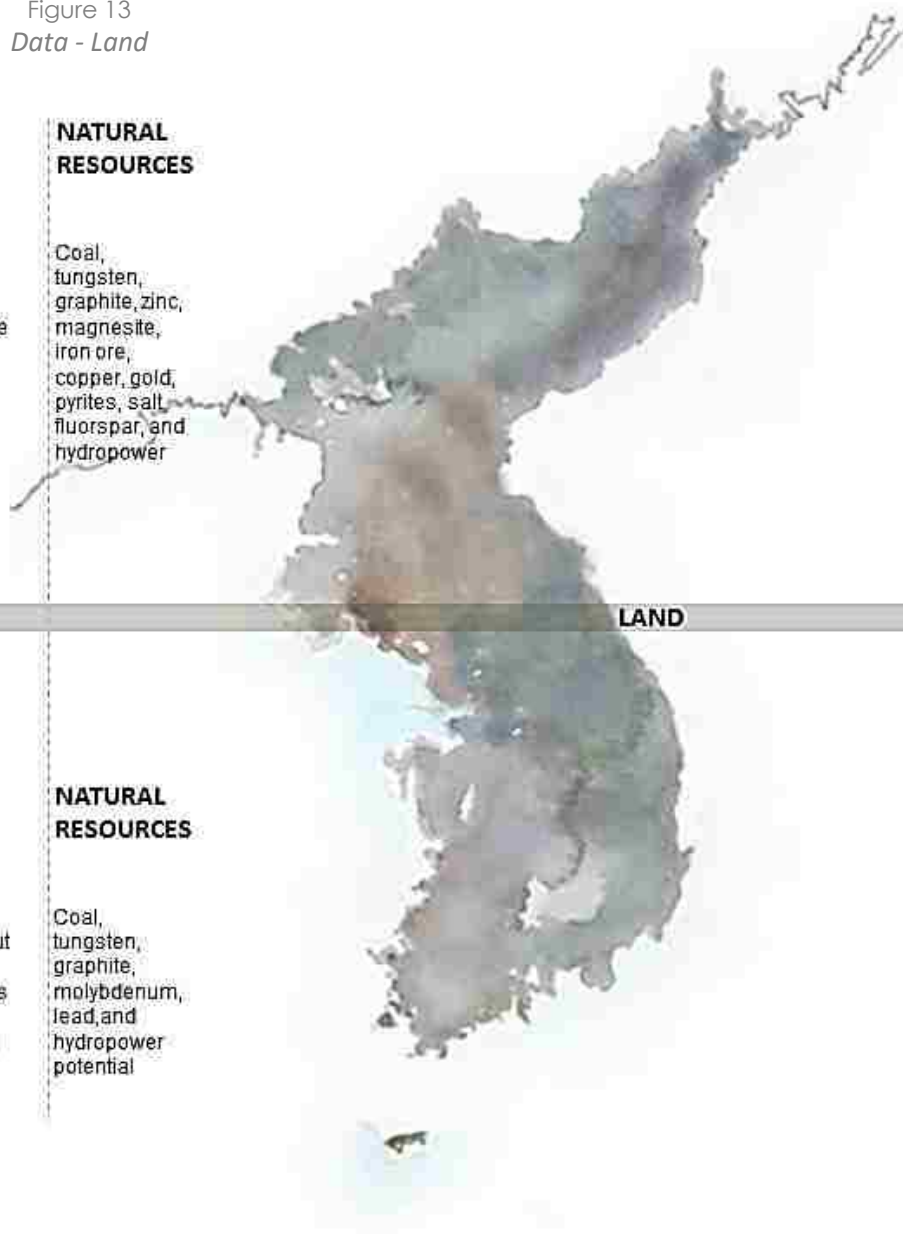 Figure 13
Data - Land
NATURAL
RESOURCES
Coal,
tungsten,
graphite, zinc,
magnesite,
iron ore,
copper, gold,
pyrites, salt,
fluorspar, and
hydropower
LAND
NATURAL
RESOURCES
Coal,
tungsten,
graphite,
molybdenum,
lead,and
hydropower
potential